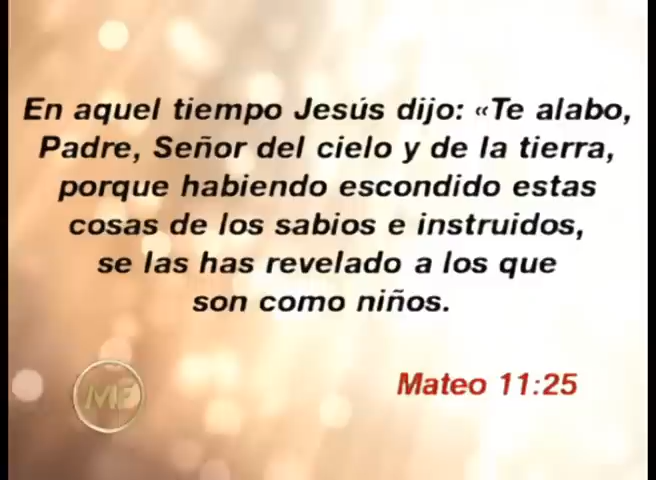 En aquel tiempo Jesús dijo: «Te alabo,
Padre, Señor del cielo y de la tierra,
porque habiendo escondido estas
cosas de los sabios e instruidos,
se las has revelado a los que
son como niños.
Mateo 11:25